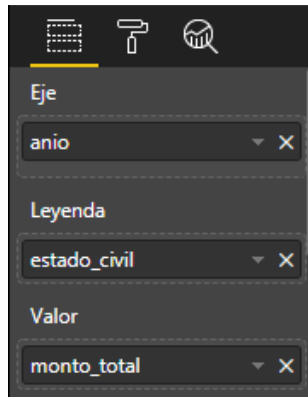 Eje
anio
Leyenda
estado_civil
Valor
monto_total